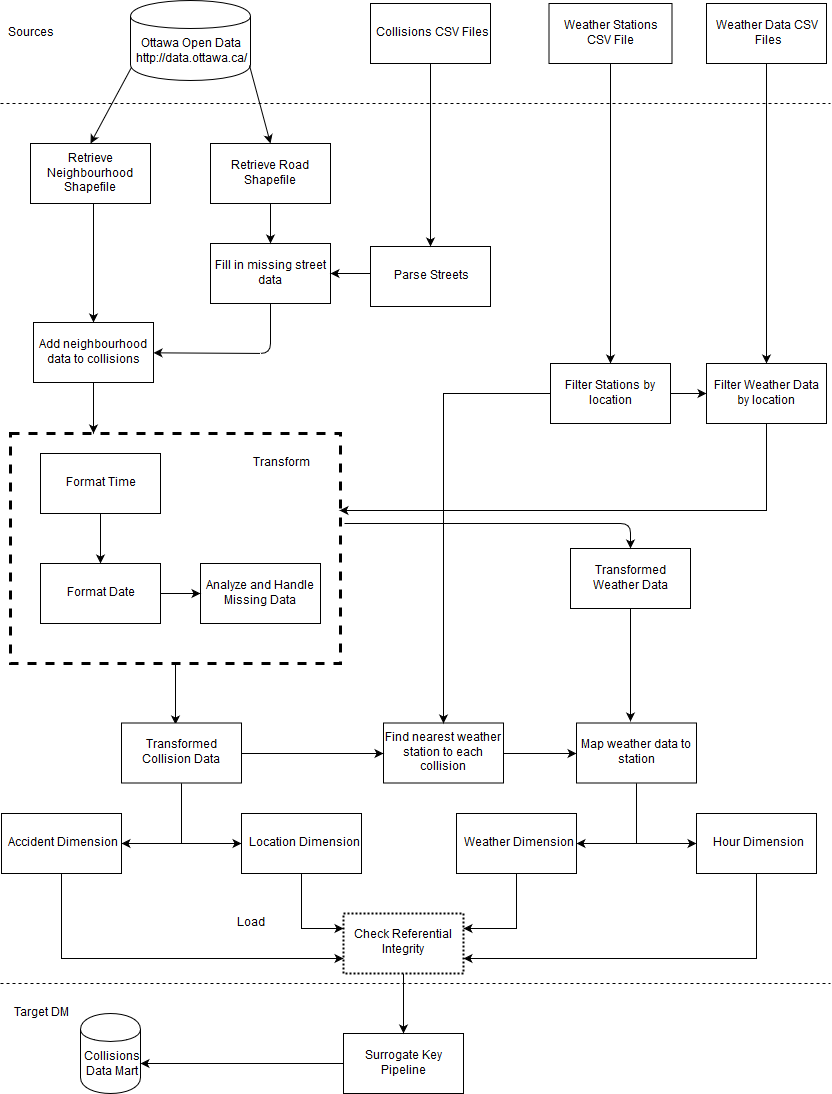 Sources
Ottawa Open Data
http://data.ottawa.ca/
Collisions CSV Files
Weather Stations
CSV File
Weather Data CSV
Files
Retrieve
Neighbourhood
Shapefile
Retrieve Road
Shapefile
Fill in missing street
data
Parse Streets
Add neighbourhood
data to collisions
Filter Stations by
location
Filter Weather Data
by location
Transform
Format Time
Format Date
Analyze and Handle
Missing Data
Transformed
Weather Data
Transformed
Collision Data
Find nearest weather
station to each
collision
Map weather data to
station
Accident Dimension
Location Dimension
Weather Dimension
Hour Dimension
Load
Check Referential
Integrity
Target DM
Collisions
Data Mart
Surrogate Key
Pipeline